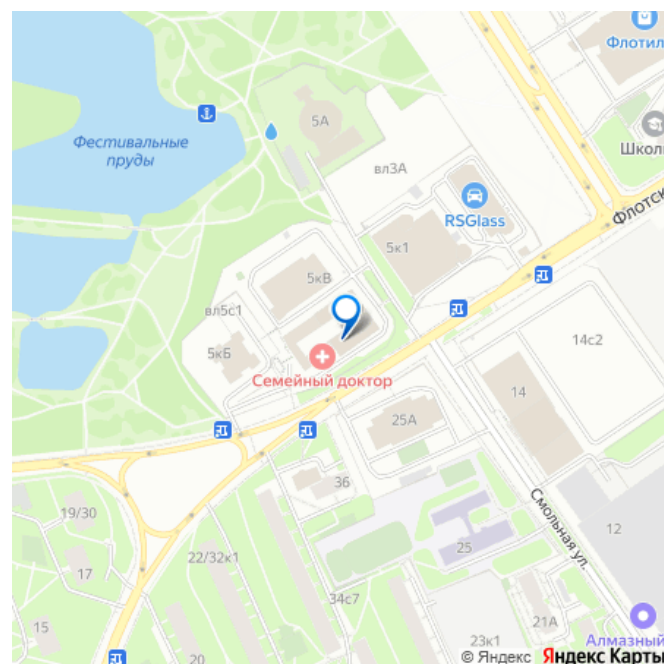 Флотил
5А
Фестивальные
пруды
Школ
вл3А
RSGlass
Флотск
5к1
5кВ
вл5с1
5кБ
14с2
Семейный доктор
14
25А
36
19/30
Смольная ул.
12
22/32к1
25
17
34с7
15
21А
23к1
20
Алмазный
© Яндекс Яндекс Карты